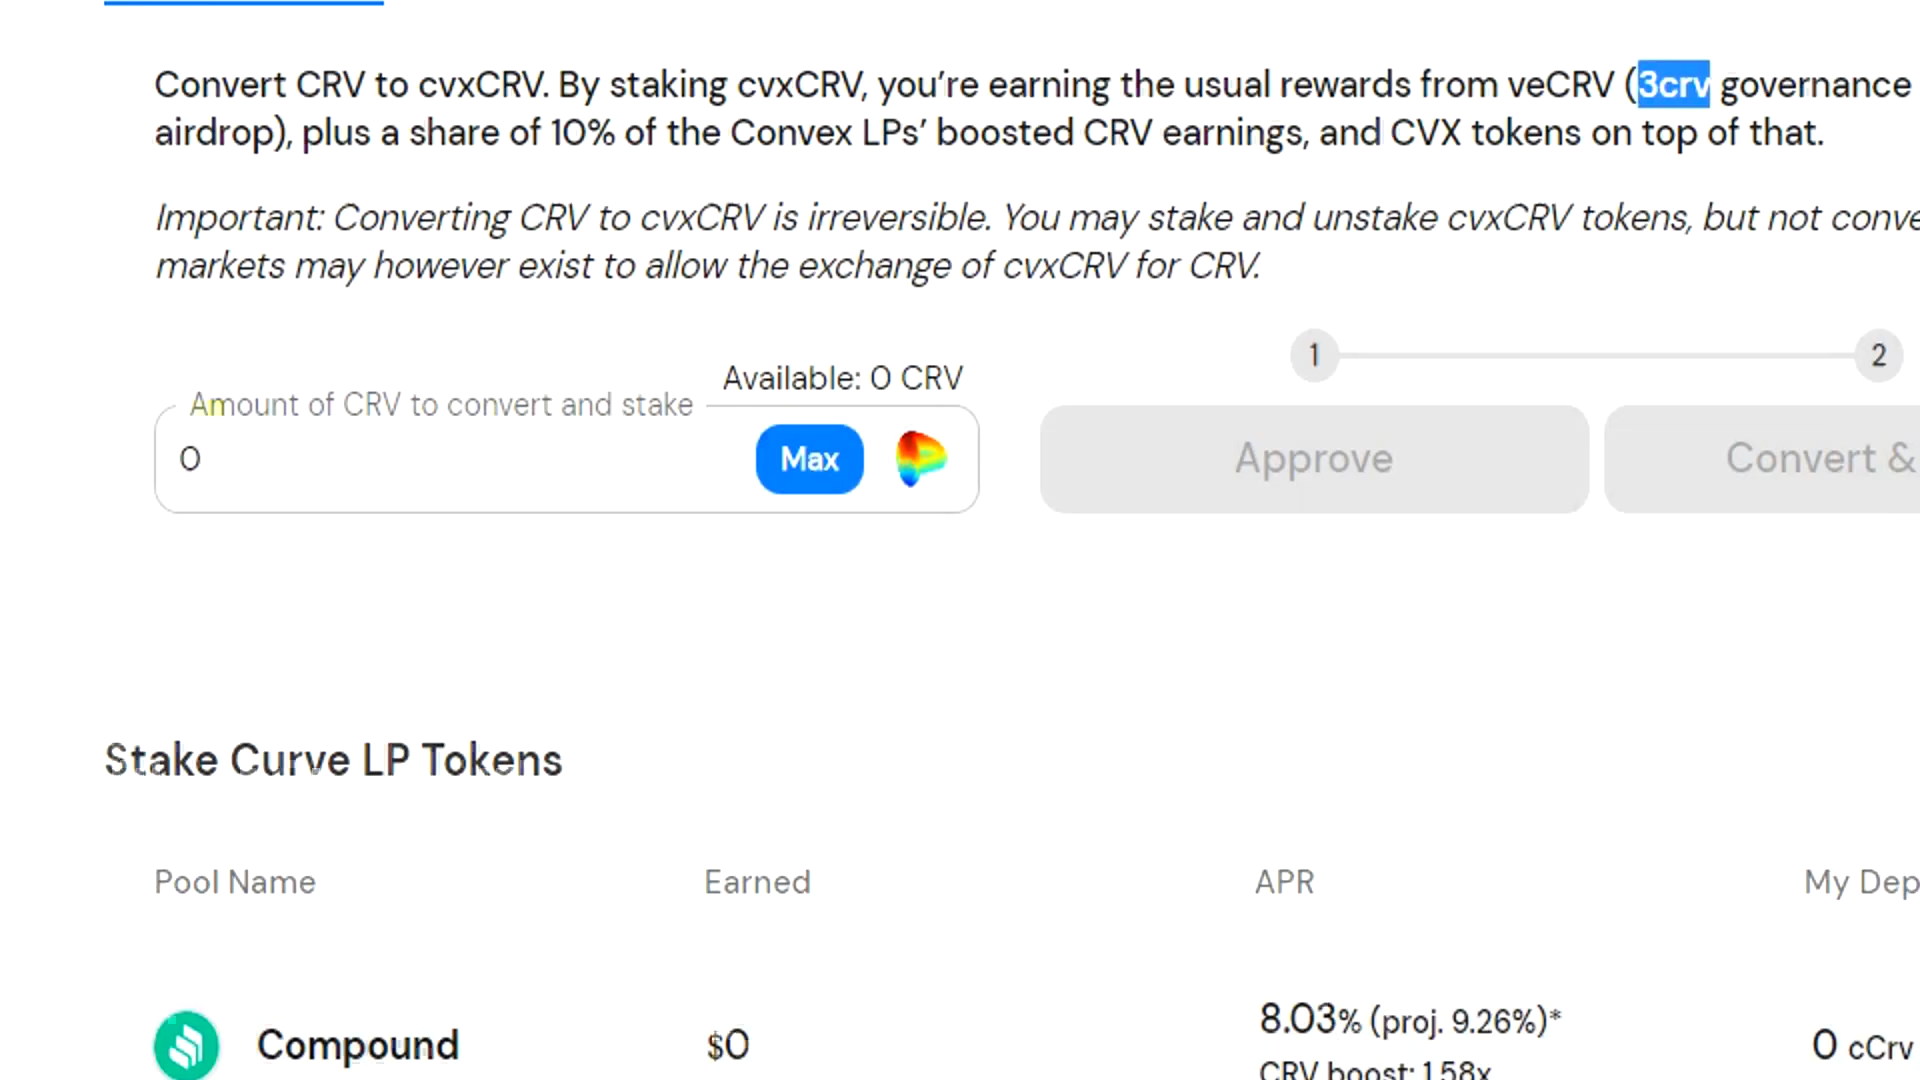 Convert CRV to cvxCRV. By staking cvxCRV, you’re earning the usual rewards from veCRV (3crv governance
airdrop), plus a share of 10% of the Convex LPs’ boosted CRV earnings, and CVX tokens on top of that.
Important: Converting CRV to cvxCRV is irreversible. You may stake and unstake cvxCRV tokens, but not conve
markets may however exist to allow the exchange of cvxCRV for CRV.
1 2
Available: 0 CRV
Amount of CRV to convert and stake
0 Max Approve Convert &
Stake Curve LP Tokens
Pool Name Earned APR My Dep
Compound $0 8.03% (proj. 9.26%)* 0 cCrv
CRV boost: 1.58x